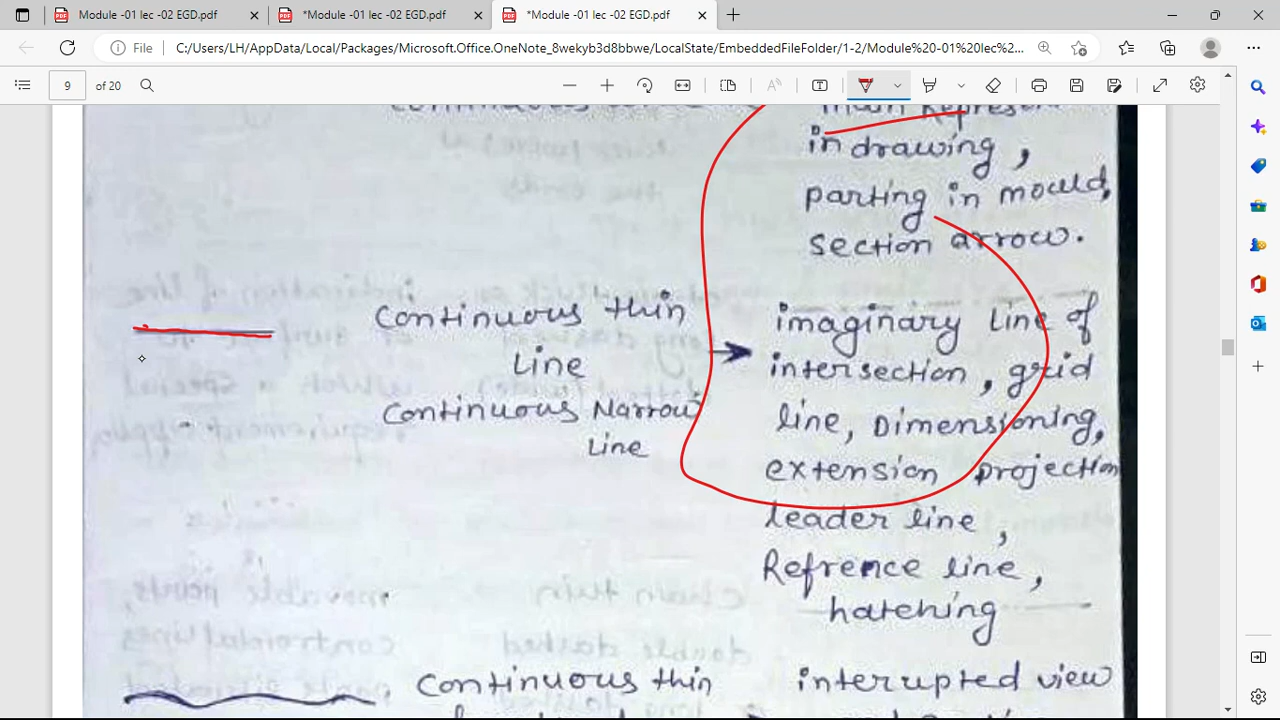 Module -01 lec -02 EGD.pdf
*Module -01 lec -02 EGD.pdf
*Module -01 lec -02 EGD.pdf
File
C:/Users/LH/AppData/Local/Packages/Microsoft.Office.OneNote_8wekyb3d8bbwe/LocalState/EmbeddedFileFolder/1-2/Module%20-01%20lec%2...
9 of 20
in drawing,
parting in mould,
section arrow.
Continuous thin
Line
Continuous Narrow
Line
imaginary line of
intersection, grid
line, Dimensioning,
extension projection
leader line,
Refrence line,
hatching
Continuous thin
interrupted view